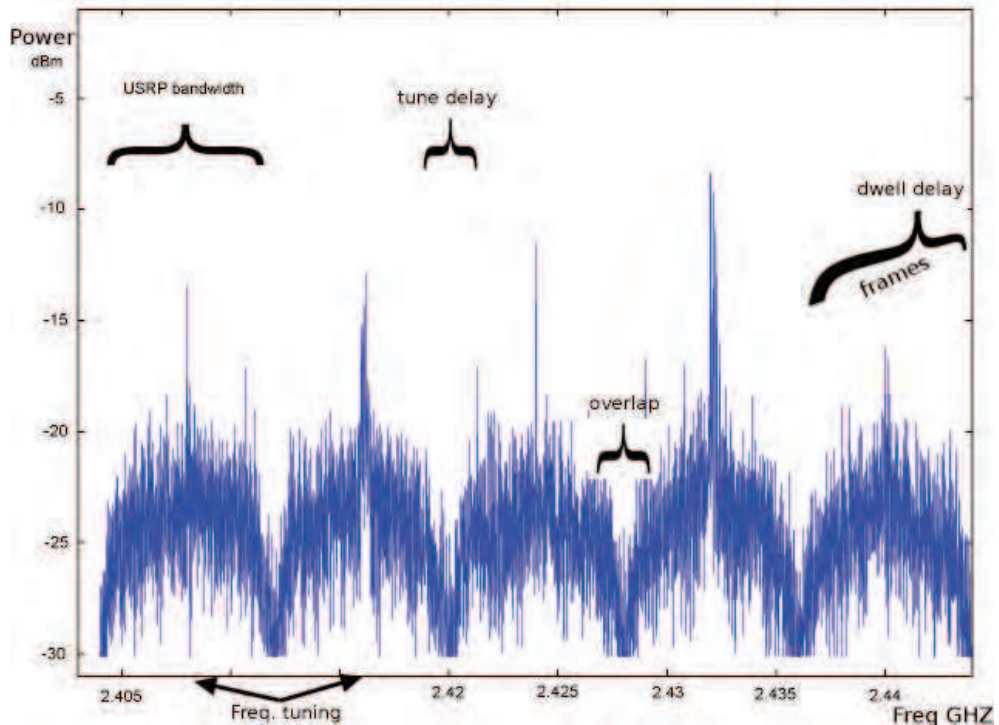 Power
dBm
USRP bandwidth
tune delay
-5
-10
dwell delay
frames
-15
overlap
-20
-25
-30
2.405
2.42
2.425
2.43
2.435
2.44
Freq. tuning
Freq GHZ